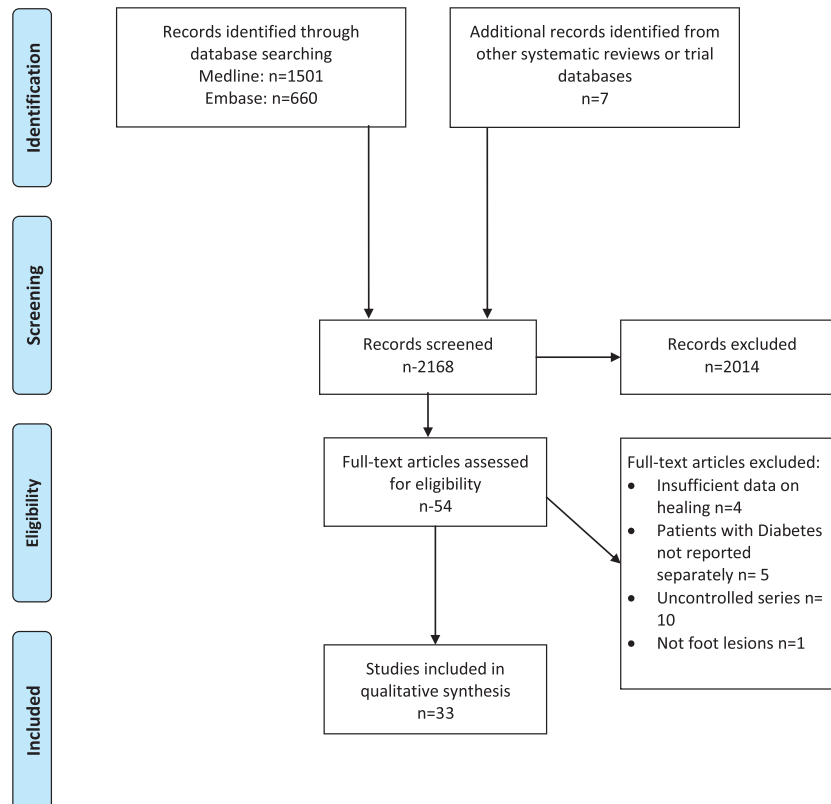 Identification
Records identified through
database searching
Medline: n=1501
Embase: n=660
Additional records identified from
other systematic reviews or trial
databases
n=7
Screening
Records screened
n-2168
Records excluded
n=2014
Eligibility
Full-text articles assessed
for eligibility
n-54
Full-text articles excluded:
● Insufficient data on
healing n=4
● Patients with Diabetes
not reported
separately n= 5
● Uncontrolled series n=
10
● Not foot lesions n=1
Included
Studies included in
qualitative synthesis
n=33